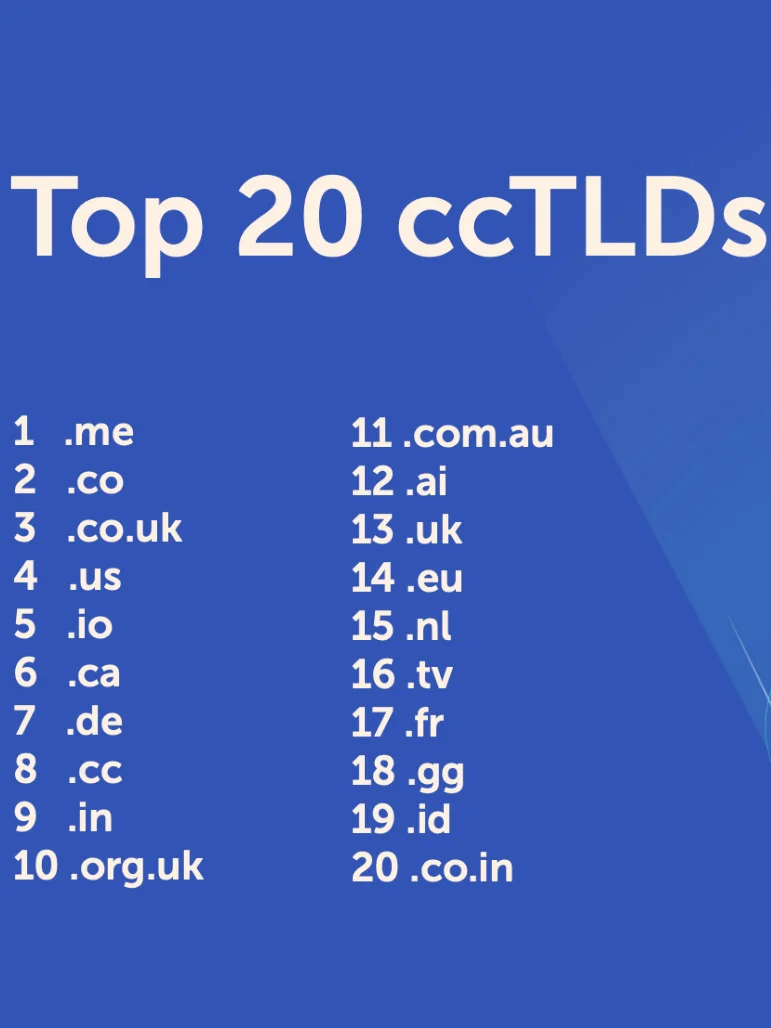 Top 20 ccTLDs
1 .me
2 .co
3 .co.uk
4 .us
5 .io
6 .ca
7 .de
8 .cc
9 .in
10 .org.uk
11 .com.au
12 .ai
13 .uk
14 .eu
15 .nl
16 .tv
17 .fr
18 .gg
19 .id
20 .co.in